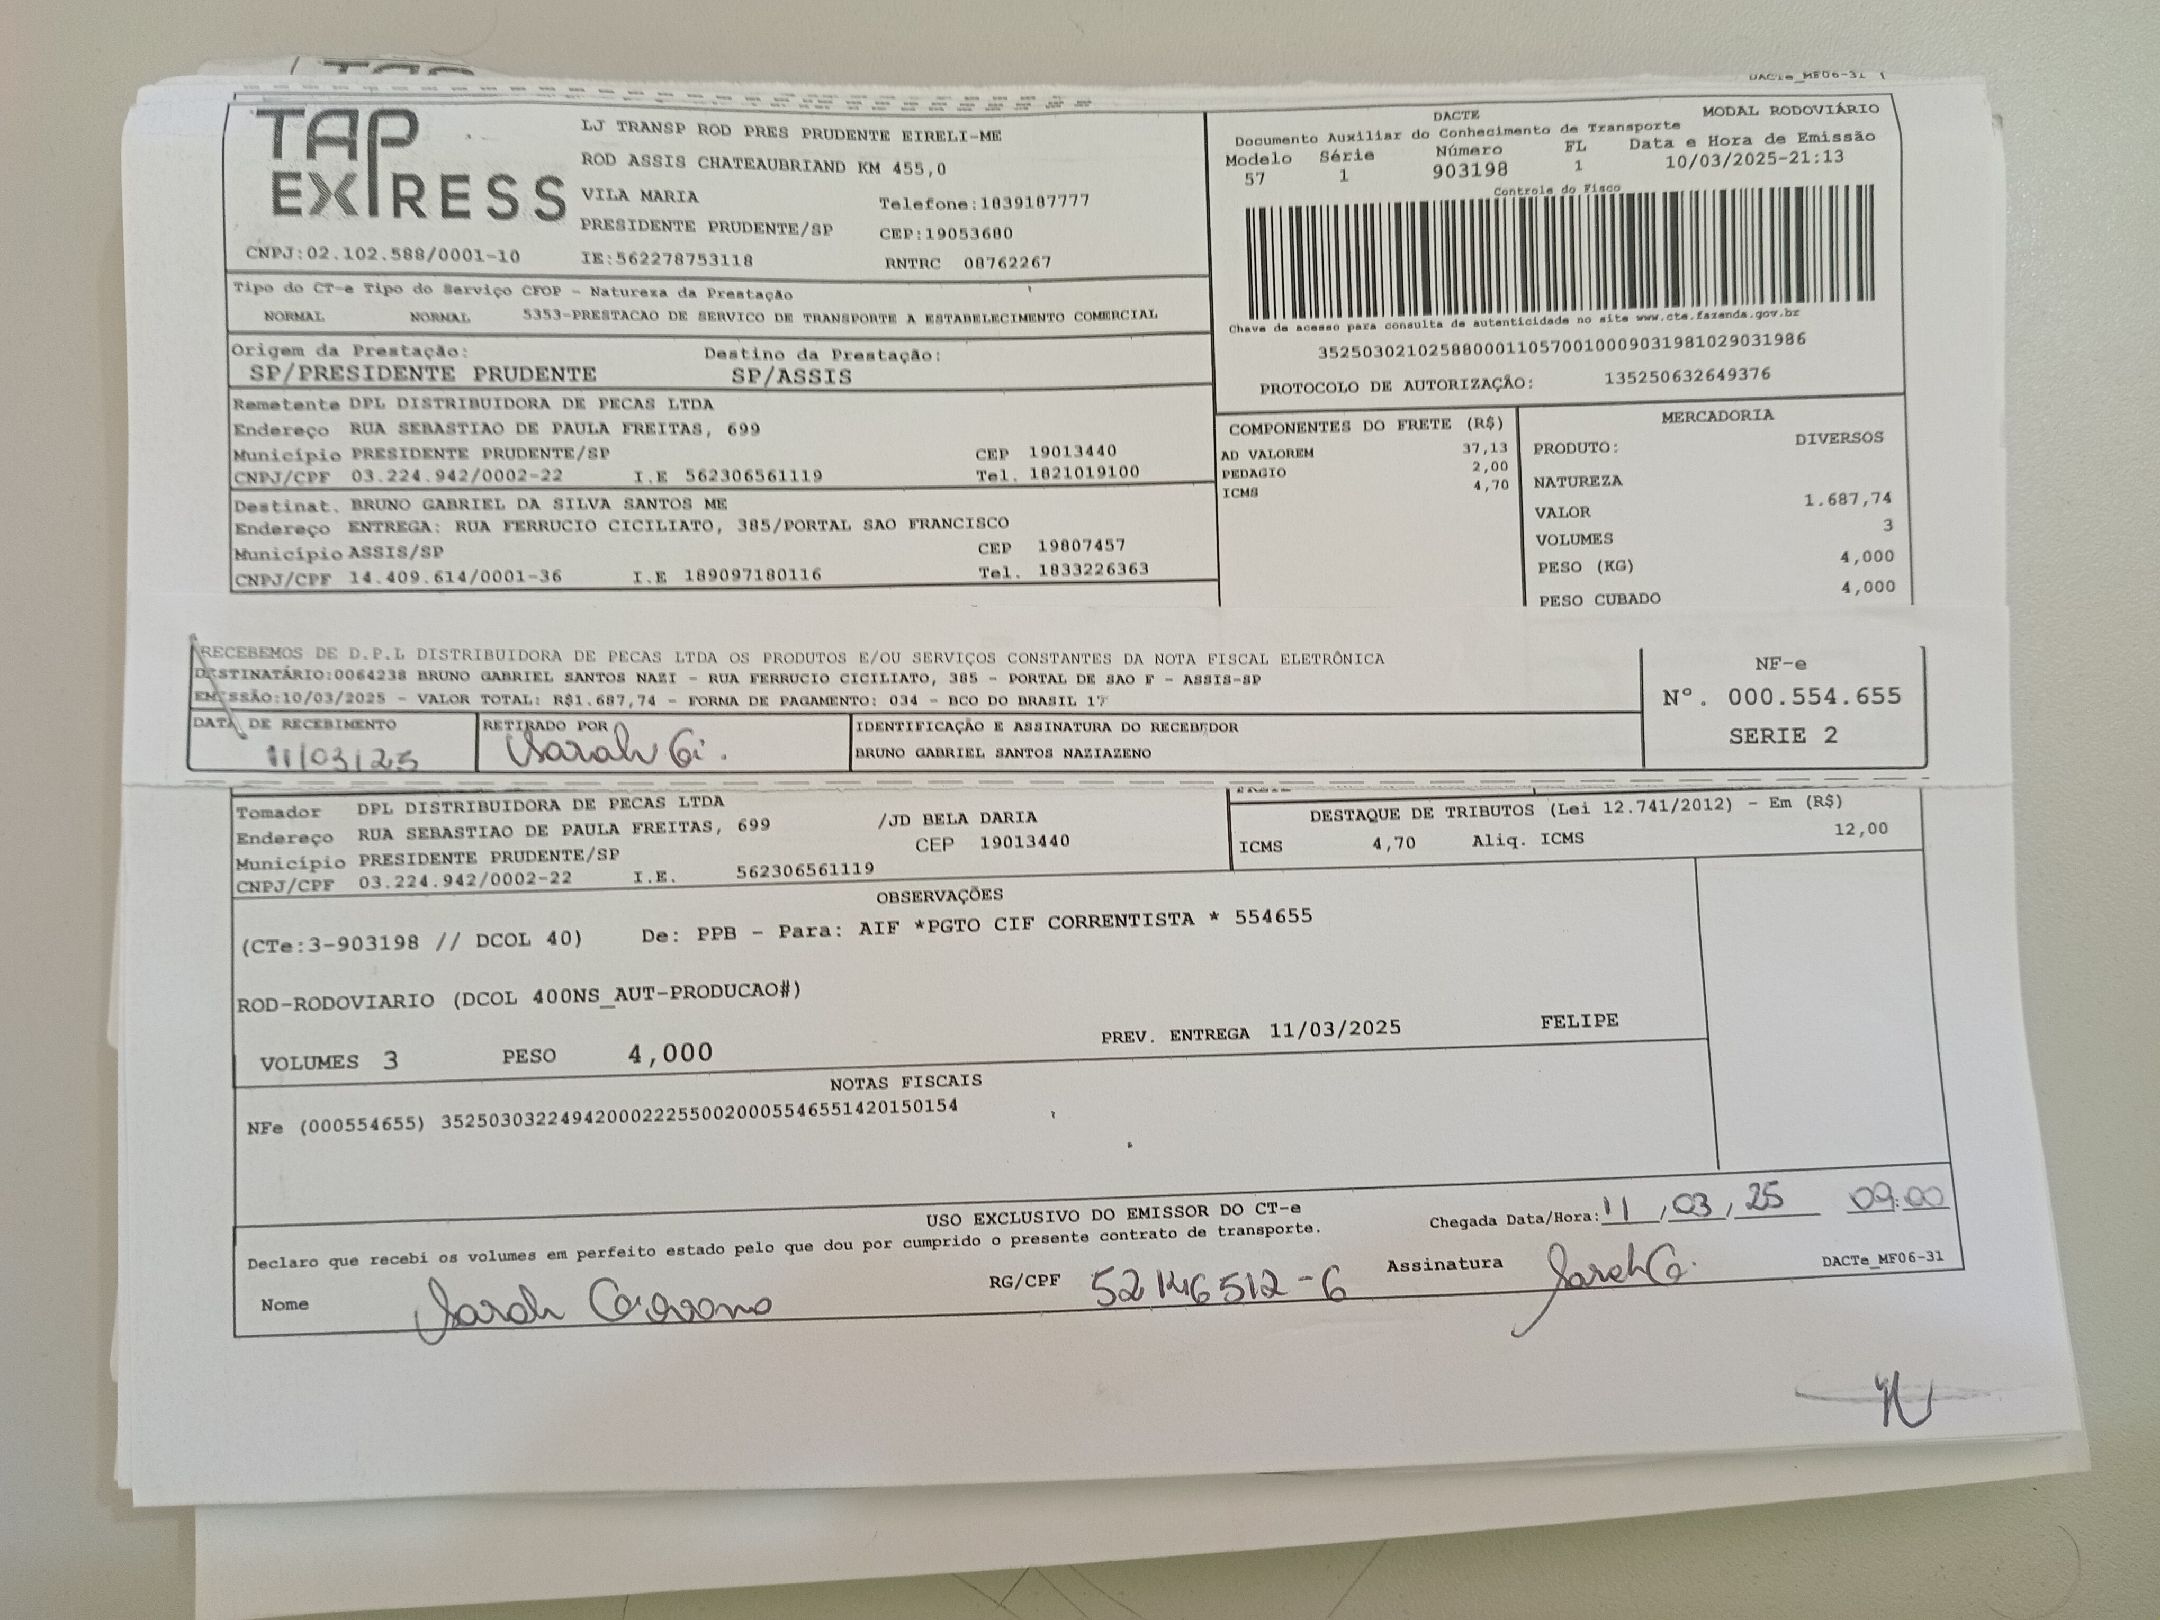 DACTe_MF06-31
TAP EXPRESS
LJ TRANSP ROD PRES PRUDENTE EIRELI-ME
ROD ASSIS CHATEAUBRIAND KM 455,0
VILA MARIA Telefone:1839187777
PRESIDENTE PRUDENTE/SP CEP:19053680
CNPJ:02.102.588/0001-10 IE:562278753118 RNTRC 08762267
DACTE MODAL RODOVIÁRIO
Documento Auxiliar do Conhecimento de Transporte
Modelo Série Número FL Data e Hora de Emissão
57 1 903198 1 10/03/2025-21:13
Controle do Fisco
Chave de acesso para consulta de autenticidade no site www.cte.fazenda.gov.br
35250302102588000110570010009031981029031986
PROTOCOLO DE AUTORIZAÇÃO: 135250632649376
Tipo do CT-e Tipo do Serviço CFOP - Natureza da Prestação
NORMAL NORMAL 5353-PRESTACAO DE SERVICO DE TRANSPORTE A ESTABELECIMENTO COMERCIAL
Origem da Prestação: Destino da Prestação:
SP/PRESIDENTE PRUDENTE SP/ASSIS
Remetente DPL DISTRIBUIDORA DE PECAS LTDA
Endereço RUA SEBASTIAO DE PAULA FREITAS, 699
Município PRESIDENTE PRUDENTE/SP CEP 19013440
CNPJ/CPF 03.224.942/0002-22 I.E 562306561119 Tel. 1821019100
Destinat. BRUNO GABRIEL DA SILVA SANTOS ME
Endereço ENTREGA: RUA FERRUCIO CICILIATO, 385/PORTAL SAO FRANCISCO
Município ASSIS/SP CEP 19807457
CNPJ/CPF 14.409.614/0001-36 I.E 189097180116 Tel. 1833226363
COMPONENTES DO FRETE (R$)
AD VALOREM 37,13
PEDAGIO 2,00
ICMS 4,70
MERCADORIA
PRODUTO: DIVERSOS
NATUREZA
VALOR 1.687,74
VOLUMES 3
PESO (KG) 4,000
PESO CUBADO 4,000
RECEBEMOS DE D.P.L DISTRIBUIDORA DE PECAS LTDA OS PRODUTOS E/OU SERVIÇOS CONSTANTES DA NOTA FISCAL ELETRÔNICA
DESTINATÁRIO:0064238 BRUNO GABRIEL SANTOS NAZI - RUA FERRUCIO CICILIATO, 385 - PORTAL DE SAO F - ASSIS-SP
EMISSÃO:10/03/2025 - VALOR TOTAL: R$1.687,74 - FORMA DE PAGAMENTO: 034 - BCO DO BRASIL 17
DATA DE RECEBIMENTO RETIRADO POR IDENTIFICAÇÃO E ASSINATURA DO RECEBEDOR
11/03/25 Sarah G. BRUNO GABRIEL SANTOS NAZIAZENO
NF-e
Nº. 000.554.655
SERIE 2
Tomador DPL DISTRIBUIDORA DE PECAS LTDA
Endereço RUA SEBASTIAO DE PAULA FREITAS, 699 /JD BELA DARIA
Município PRESIDENTE PRUDENTE/SP CEP 19013440
CNPJ/CPF 03.224.942/0002-22 I.E. 562306561119
DESTAQUE DE TRIBUTOS (Lei 12.741/2012) - Em (R$)
ICMS 4,70 Aliq. ICMS 12,00
OBSERVAÇÕES
(CTe:3-903198 // DCOL 40) De: PPB - Para: AIF *PGTO CIF CORRENTISTA * 554655
ROD-RODOVIARIO (DCOL 400NS_AUT-PRODUCAO#)
VOLUMES 3 PESO 4,000 PREV. ENTREGA 11/03/2025 FELIPE
NOTAS FISCAIS
NFe (000554655) 35250303224942000222550020005546551420150154
USO EXCLUSIVO DO EMISSOR DO CT-e
Declaro que recebi os volumes em perfeito estado pelo que dou por cumprido o presente contrato de transporte.
Chegada Data/Hora: 11/03/25 09:00
Nome Sarah RG/CPF 52146512-6 Assinatura Sarah G.
DACTe_MF06-31